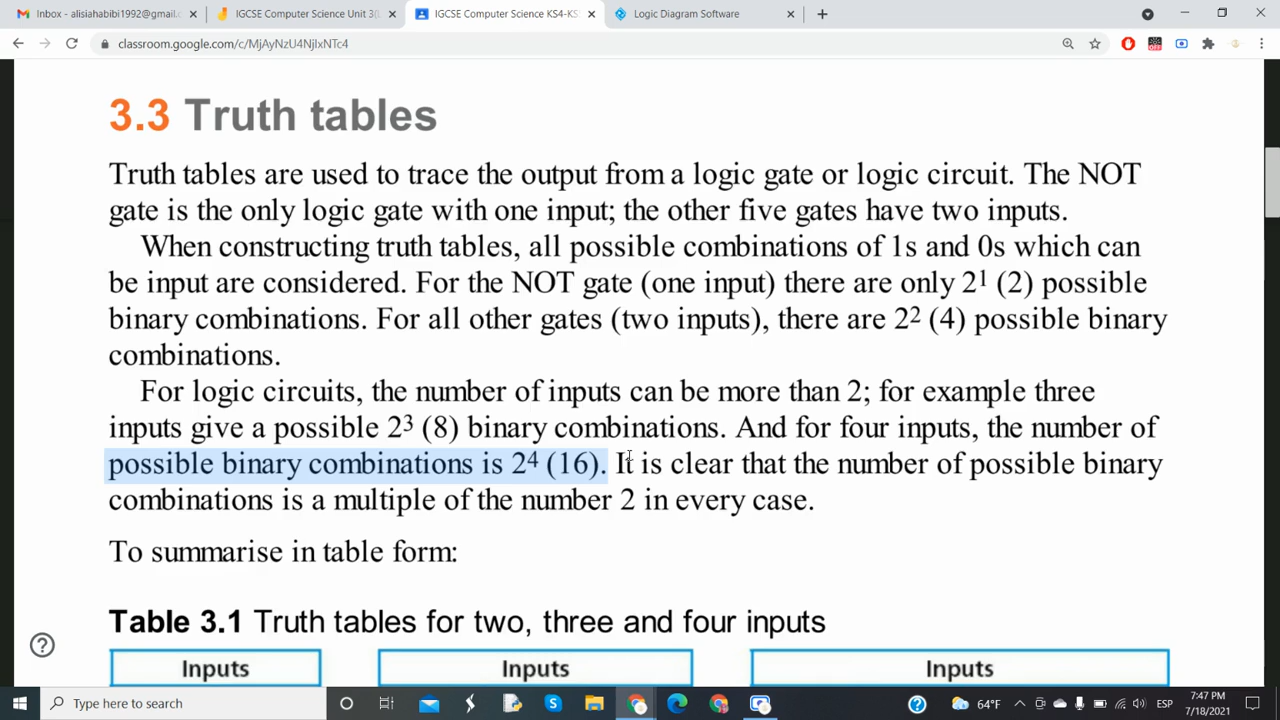 Inbox - alisiahabibi1992@gmail.c
IGCSE Computer Science Unit 3(
IGCSE Computer Science KS4-KS
Logic Diagram Software
classroom.google.com/c/MjAyNzU4NjIxNTc4
3.3 Truth tables
Truth tables are used to trace the output from a logic gate or logic circuit. The NOT
gate is the only logic gate with one input; the other five gates have two inputs.
When constructing truth tables, all possible combinations of 1s and 0s which can
be input are considered. For the NOT gate (one input) there are only 2¹ (2) possible
binary combinations. For all other gates (two inputs), there are 2² (4) possible binary
combinations.
For logic circuits, the number of inputs can be more than 2; for example three
inputs give a possible 2³ (8) binary combinations. And for four inputs, the number of
possible binary combinations is 2⁴ (16). It is clear that the number of possible binary
combinations is a multiple of the number 2 in every case.
To summarise in table form:
Table 3.1 Truth tables for two, three and four inputs
Inputs Inputs Inputs
Type here to search
64°F
ESP
7:47 PM
7/18/2021